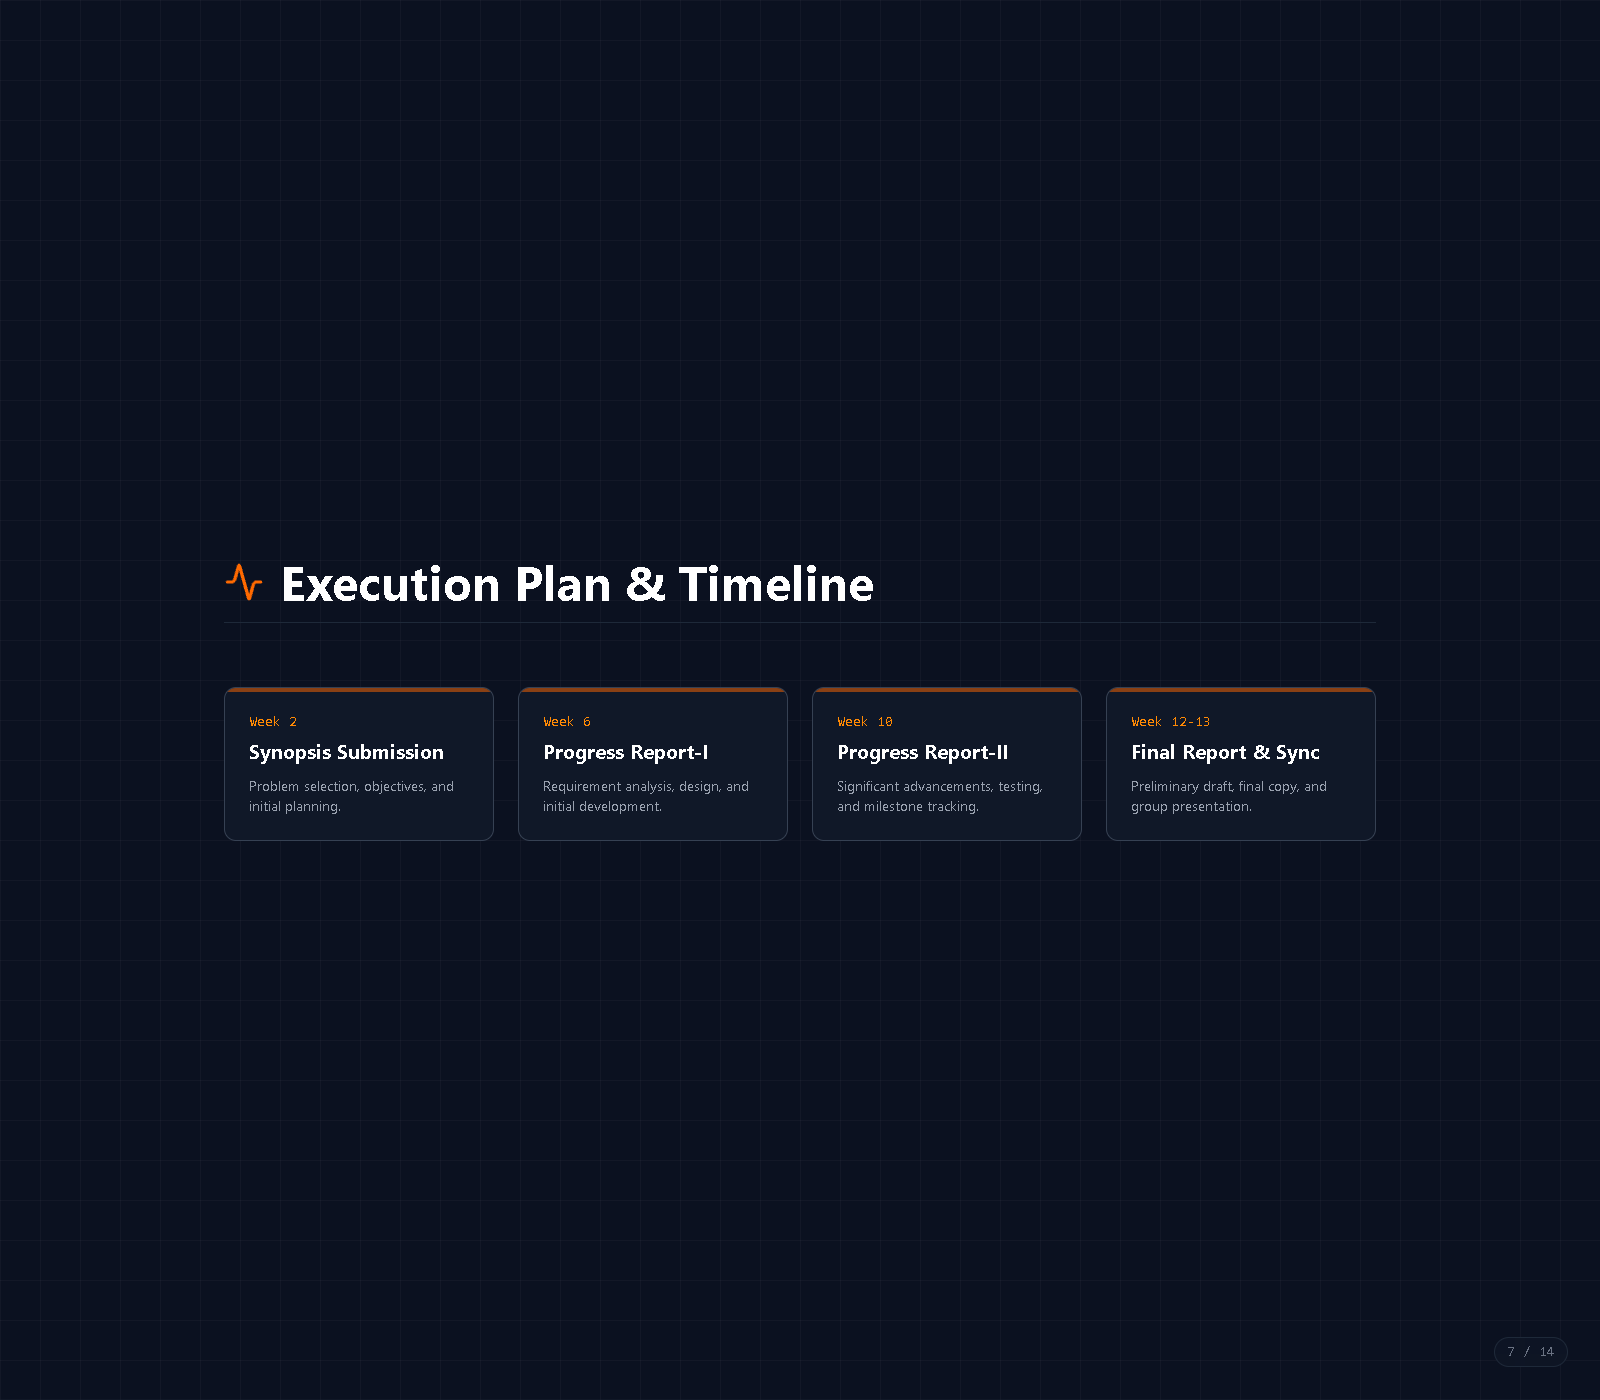 Execution Plan & Timeline
Week 2
Synopsis Submission
Problem selection, objectives, and
initial planning.
Week 6
Progress Report-I
Requirement analysis, design, and
initial development.
Week 10
Progress Report-II
Significant advancements, testing,
and milestone tracking.
Week 12-13
Final Report & Sync
Preliminary draft, final copy, and
group presentation.
7 / 14